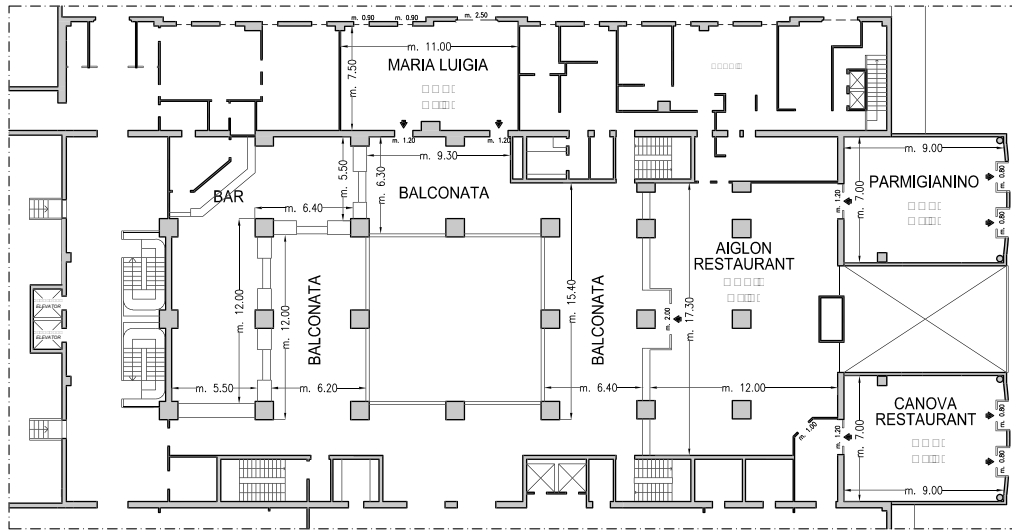 m. 0.90
m. 0.90
m. 2.50
m. 11.00
m. 7.50
MARIA LUIGIA
m. 1.20
m. 1.20
m. 9.30
m. 5.50
m. 6.30
BALCONATA
BAR
m. 6.40
m. 9.00
PARMIGIANINO
m. 7.00
m. 1.20
m. 0.80
m. 0.80
AIGLON
RESTAURANT
m. 12.00
m. 12.00
BALCONATA
m. 15.40
BALCONATA
m. 2.00
m. 17.30
ELEVATOR
ELEVATOR
m. 5.50
m. 6.20
m. 6.40
m. 12.00
m. 1.00
m. 1.20
CANOVA
RESTAURANT
m. 7.00
m. 0.80
m. 0.80
m. 9.00